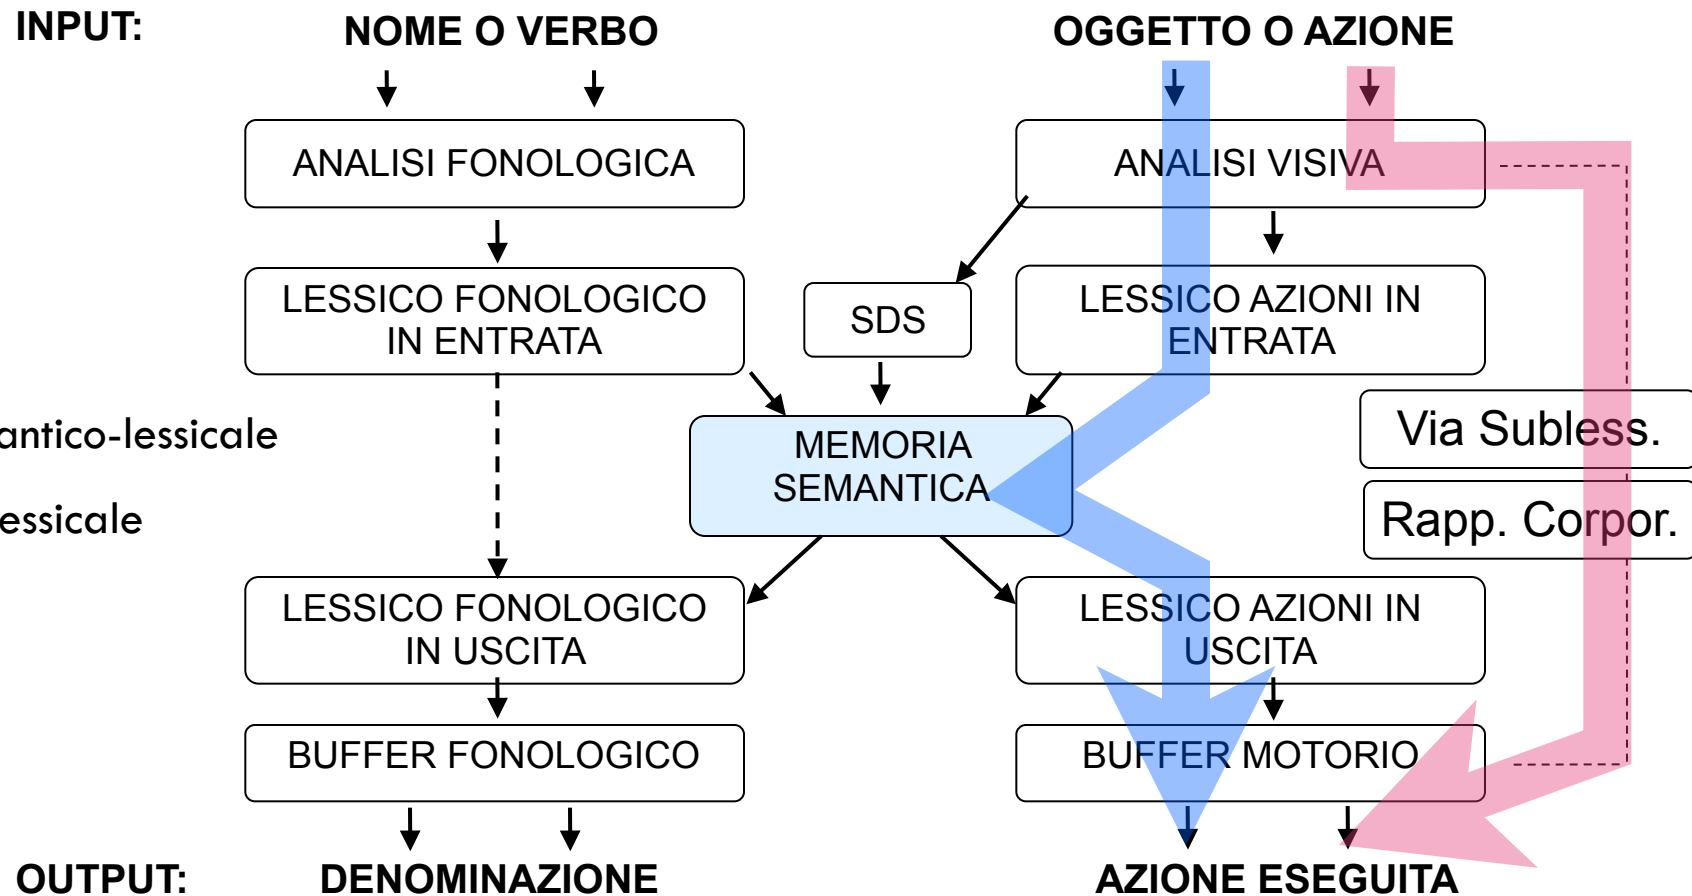 INPUT:
NOME O VERBO
OGGETTO O AZIONE
ANALISI FONOLOGICA
ANALISI VISIVA
LESSICO FONOLOGICO
IN ENTRATA
SDS
LESSICO AZIONI IN
ENTRATA
antico-lessicale
essicale
MEMORIA
SEMANTICA
Via Subless.
Rapp. Corpor.
LESSICO FONOLOGICO
IN USCITA
LESSICO AZIONI IN
USCITA
BUFFER FONOLOGICO
BUFFER MOTORIO
OUTPUT:
DENOMINAZIONE
AZIONE ESEGUITA